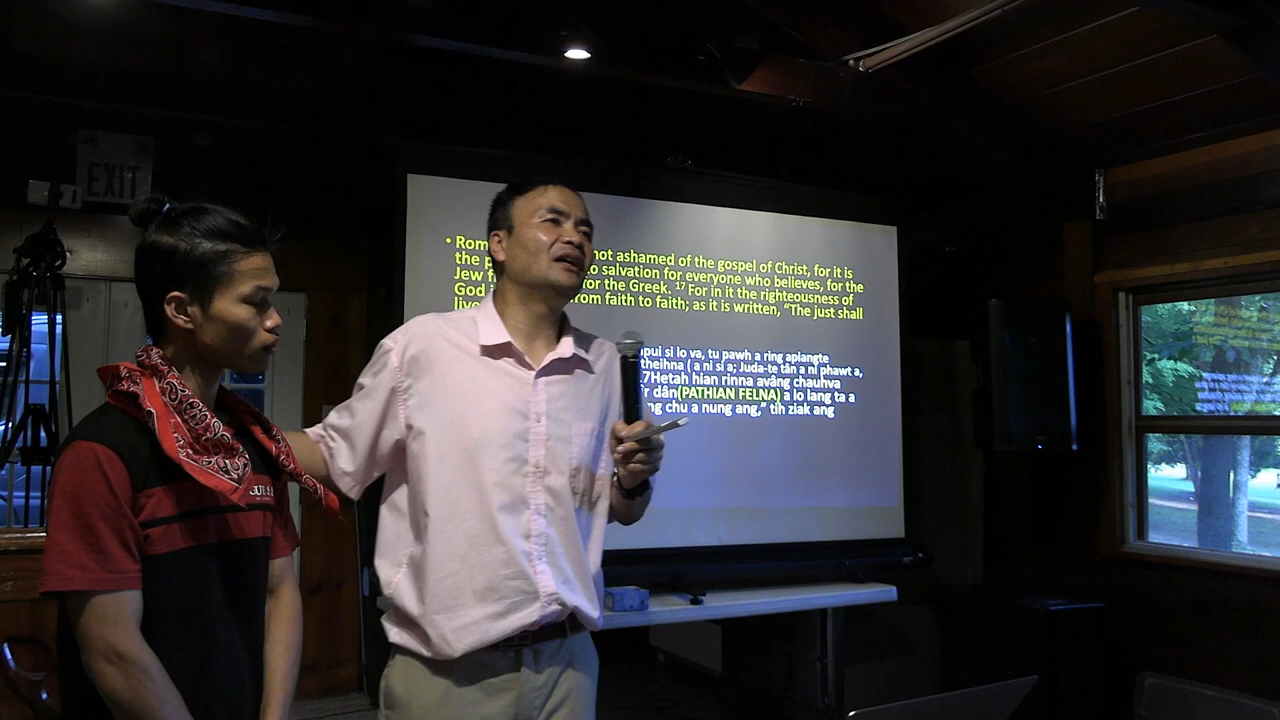 EXIT
• Rom not ashamed of the gospel of Christ, for it is
the p to salvation for everyone who believes, for the
Jew f for the Greek. 17 For in it the righteousness of
God i from faith to faith; as it is written, “The just shall
live
pui si lo va, tu pawh a ring apiangte
theihna ( a ni si a; Juda-te tân a ni phawt a,
17Hetah hian rinna avâng chauhva
r dân(PATHIAN FELNA) a lo lang ta a
ng chu a nung ang,” tih ziak ang